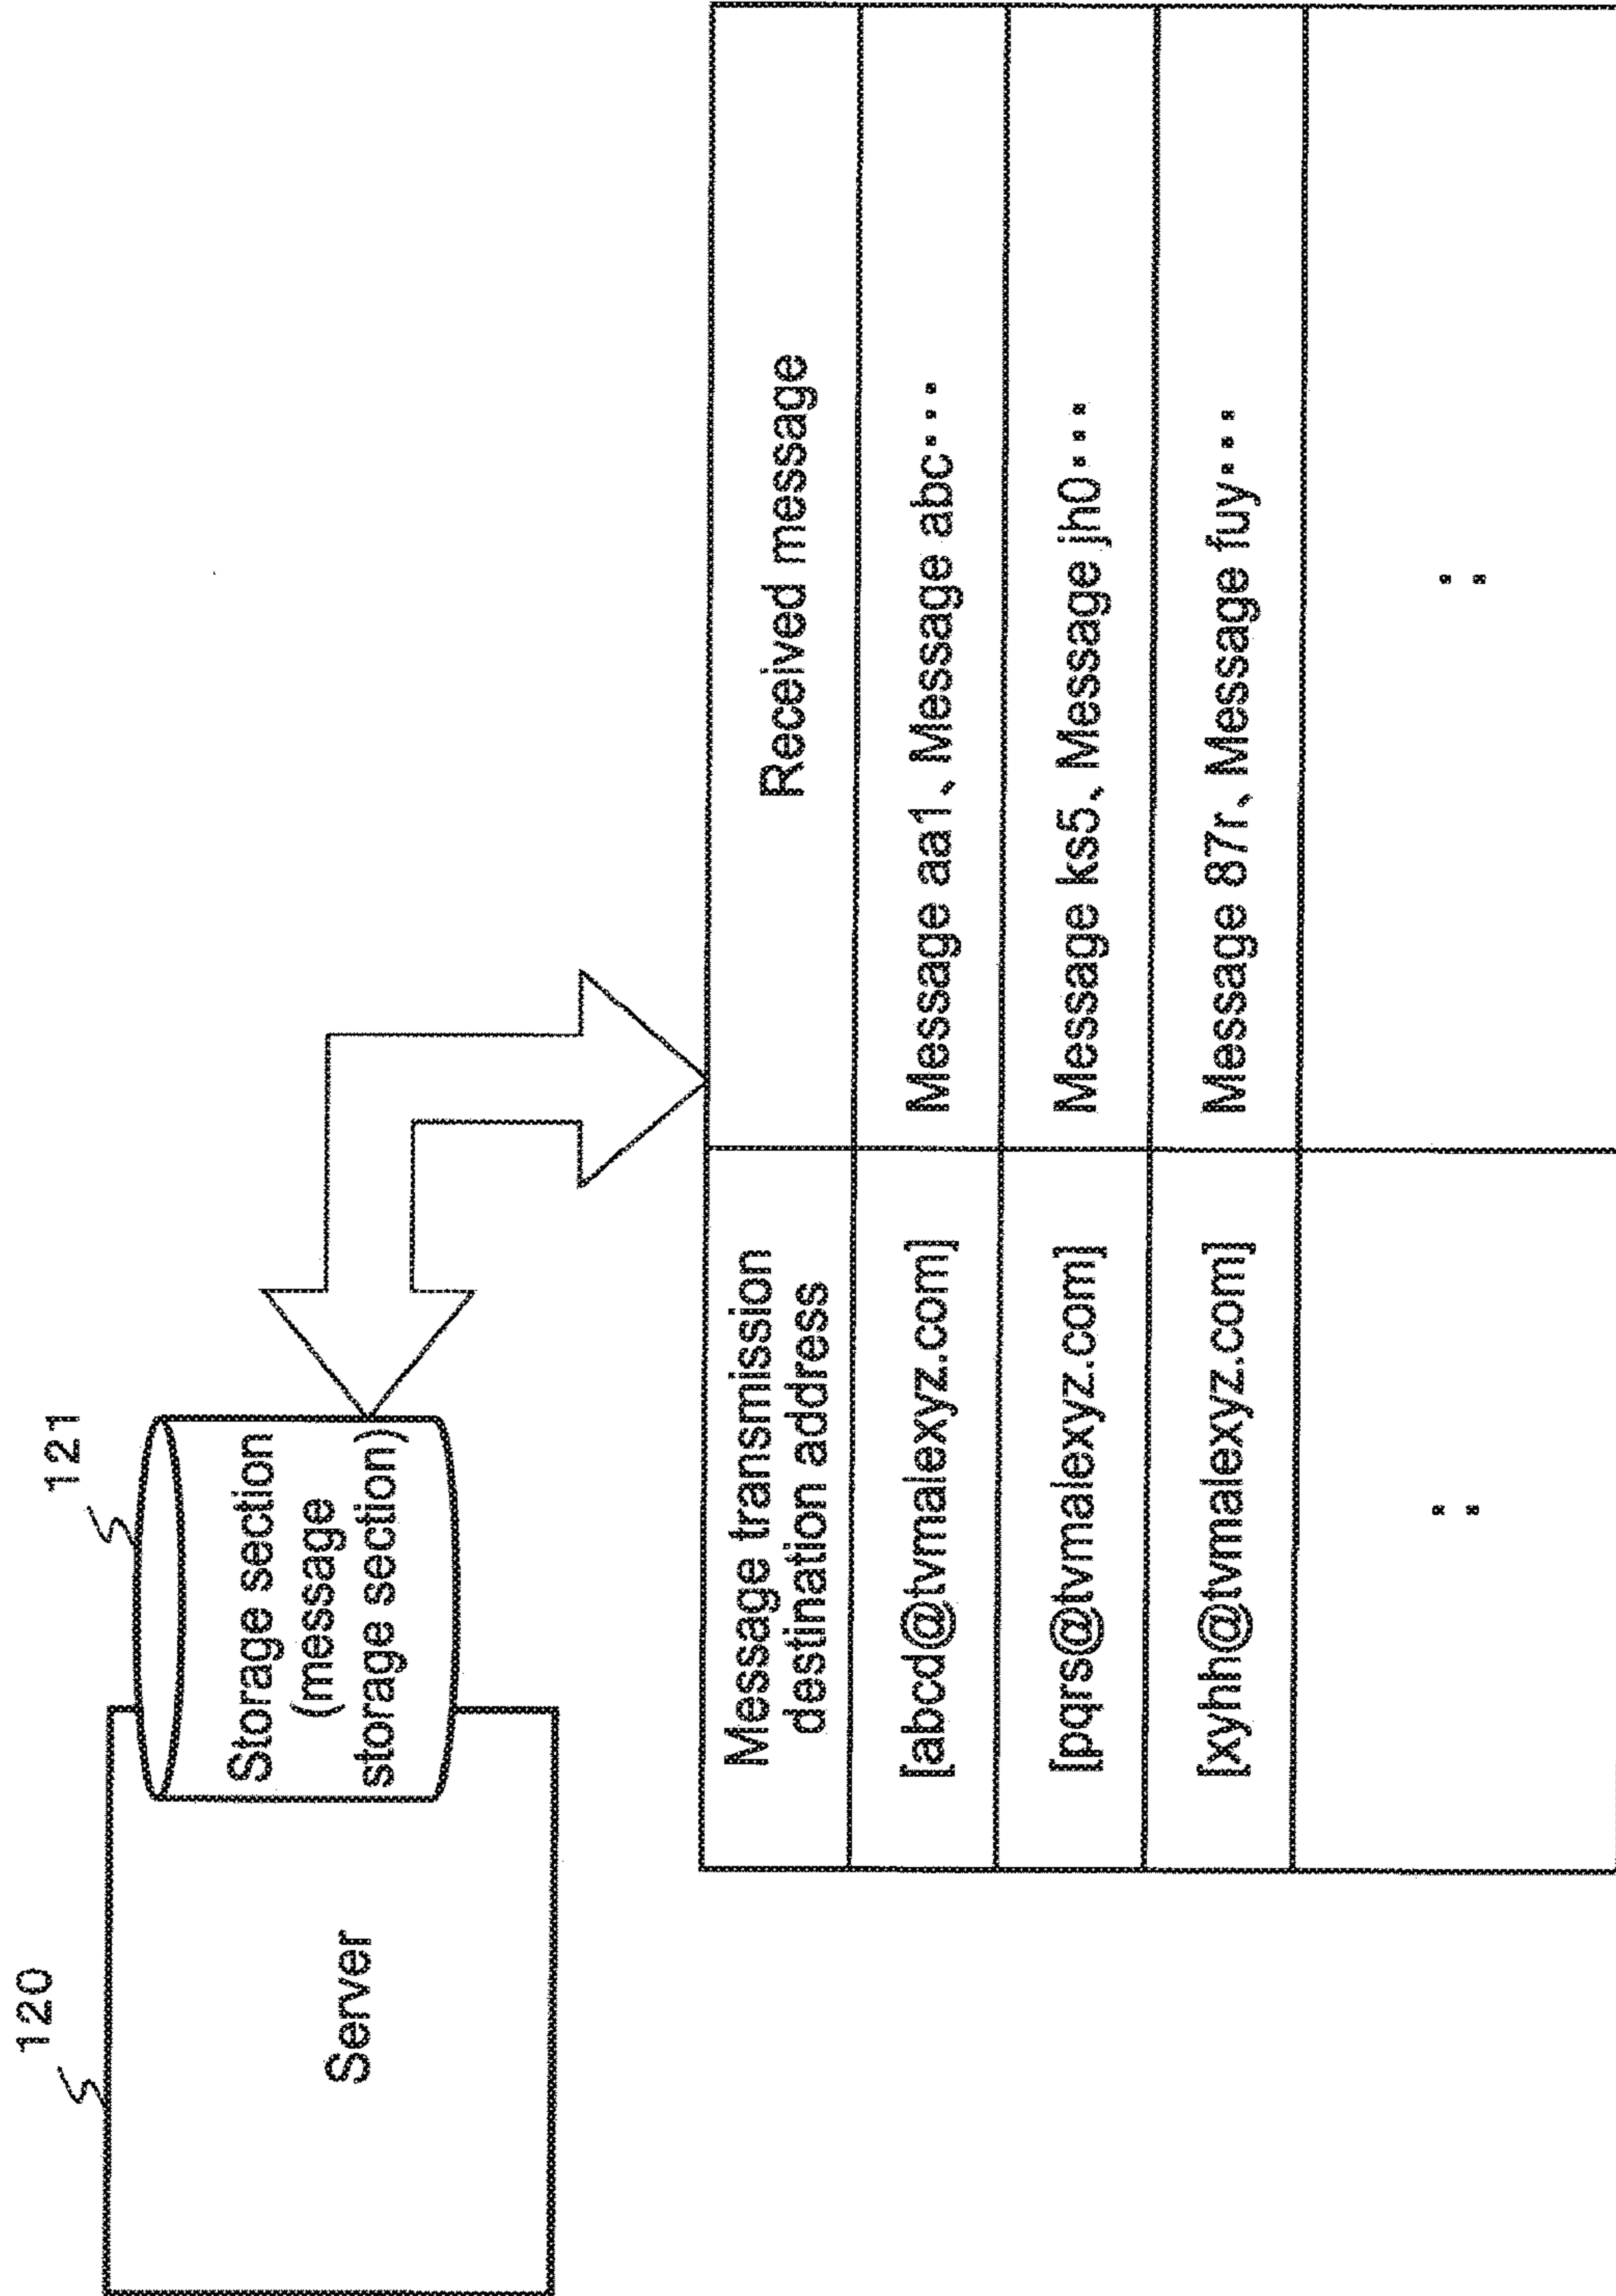 120
121
Server
Storage section
(message
storage section)
Message transmission
destination address
Received message
[abcd@tvmalexyz.com]
Message aa1、Message abc・・・
[pqrs@tvmalexyz.com]
Message ks5、Message jh0・・・
[xyhh@tvmalexyz.com]
Message 87r、Message fuy・・・